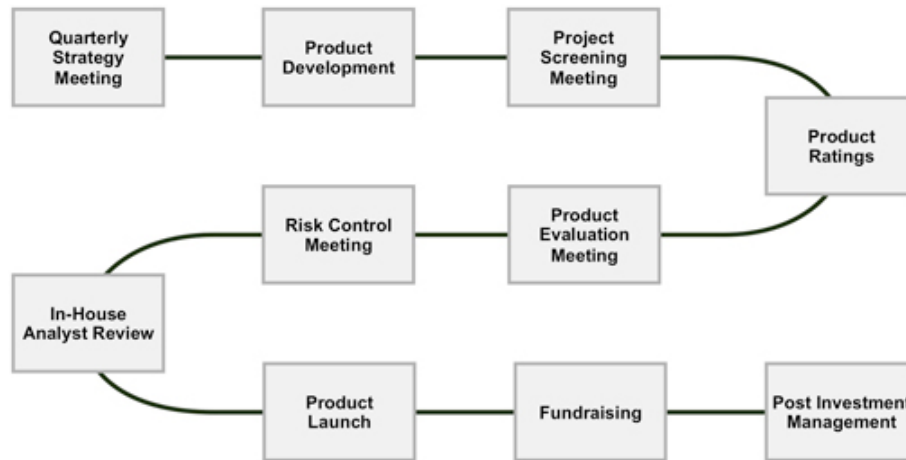 Quarterly
Strategy
Meeting
Product
Development
Project
Screening
Meeting
Product
Ratings
Product
Evaluation
Meeting
Risk Control
Meeting
In-House
Analyst Review
Product
Launch
Fundraising
Post Investment
Management